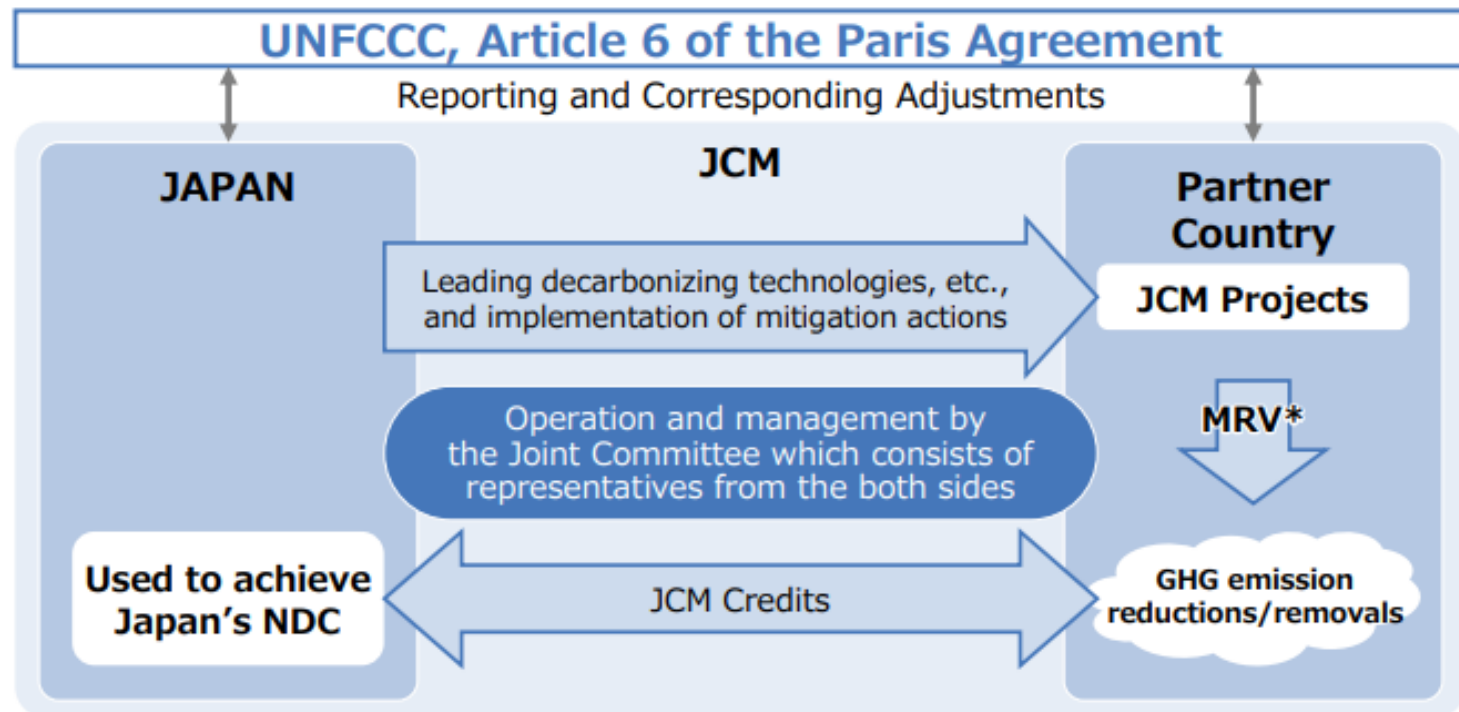 UNFCCC, Article 6 of the Paris Agreement
Reporting and Corresponding Adjustments
JAPAN
JCM
Partner
Country
Leading decarbonizing technologies, etc.,
and implementation of mitigation actions
JCM Projects
Operation and management by
the Joint Committee which consists of
representatives from the both sides
MRV*
Used to achieve
Japan's NDC
JCM Credits
GHG emission
reductions/removals